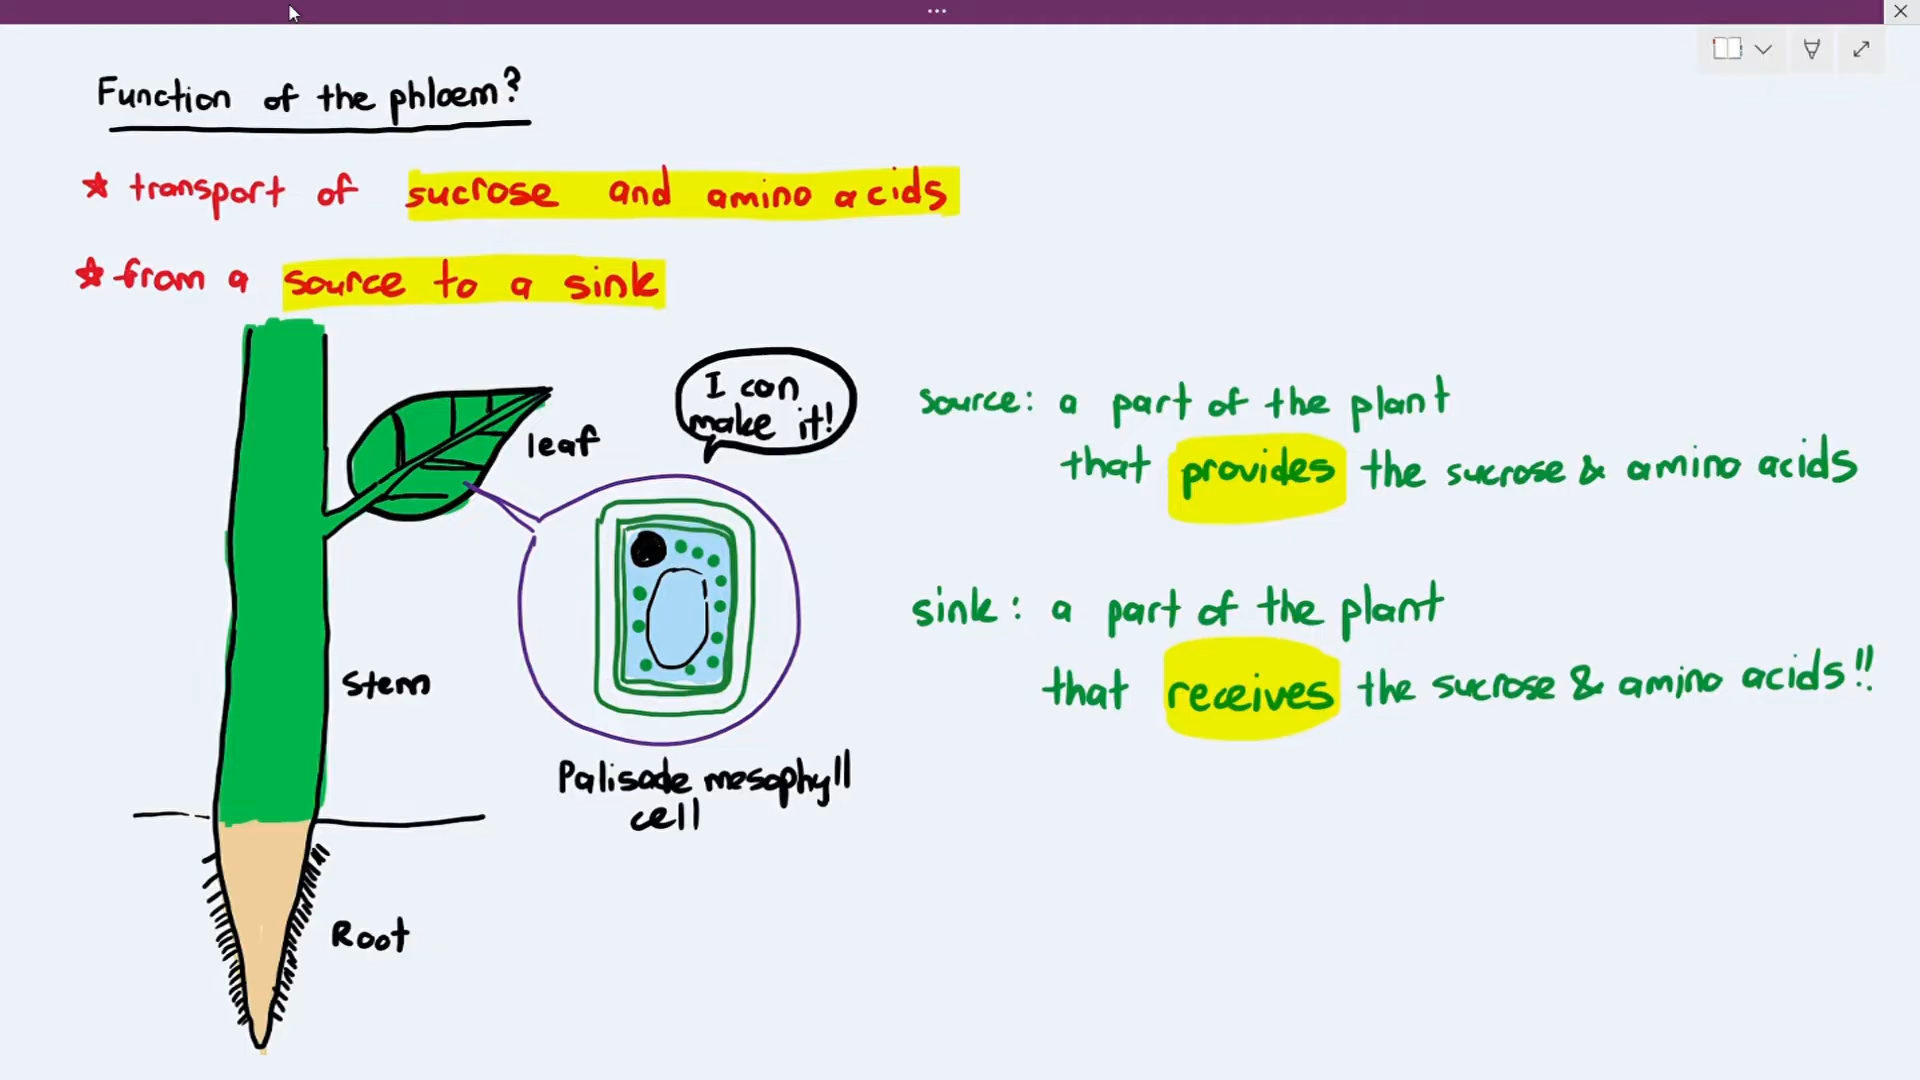 Function of the phloem?
★ transport of sucrose and amino acids
★ from a source to a sink
I can
make it!
leaf
source: a part of the plant
that provides the sucrose & amino acids
sink: a part of the plant
that receives the sucrose & amino acids!!
Stem
Palisade mesophyll
cell
Root